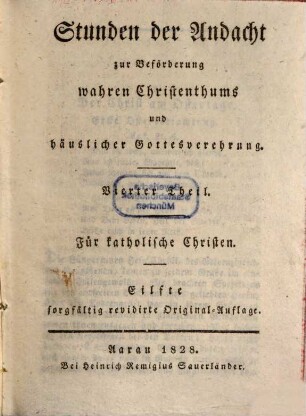 Stunden der Andacht
zur Beförderung
wahren Christenthums
und
häuslicher Gottesverehrung.
Vierter Theil.
Für katholische Christen.
Eilfte
sorgfältig revidirte Original-Auflage.
Aarau 1828.
Bei Heinrich Remigius Sauerländer.